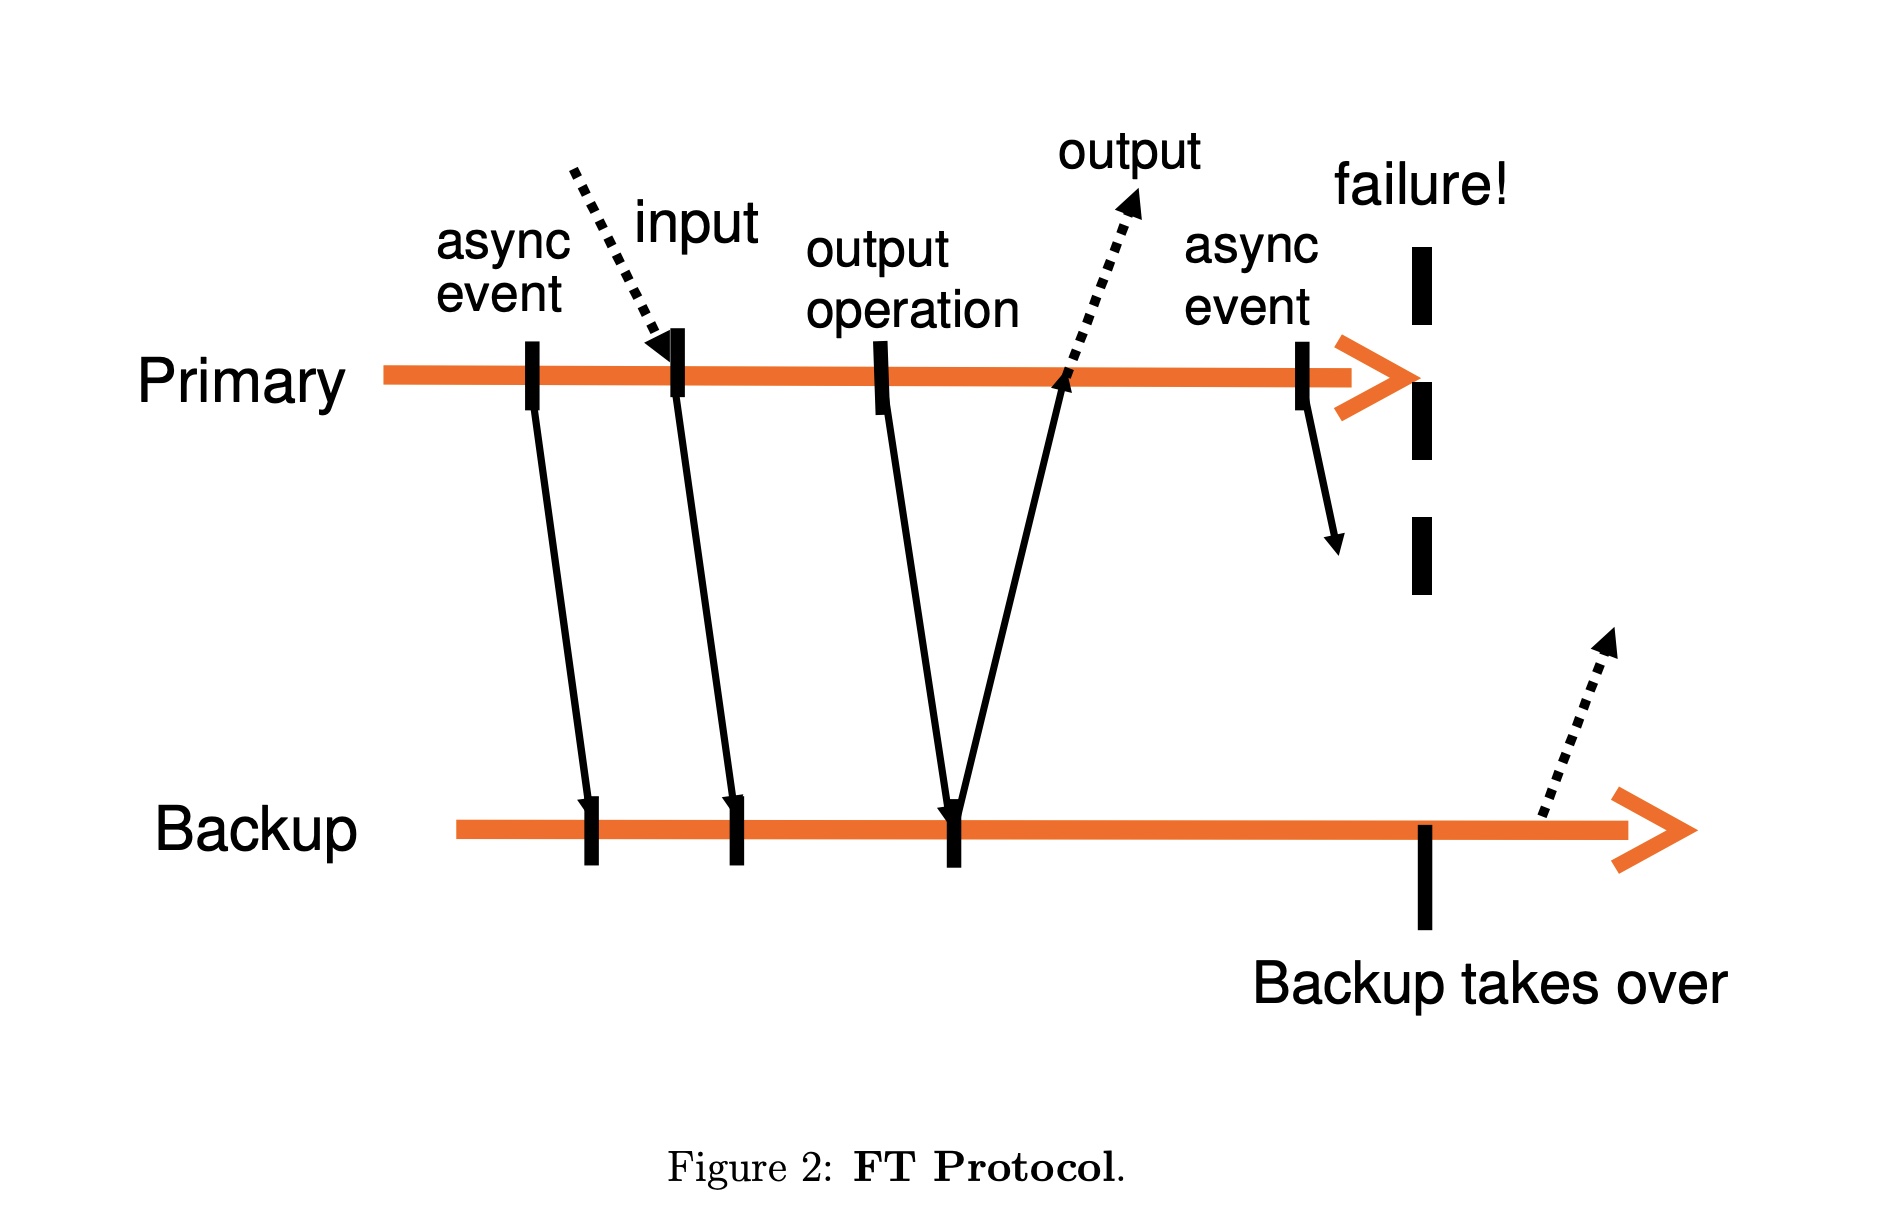 output
failure!
input
async
event
output
operation
async
event
Primary
Backup
Backup takes over
Figure 2: FT Protocol.